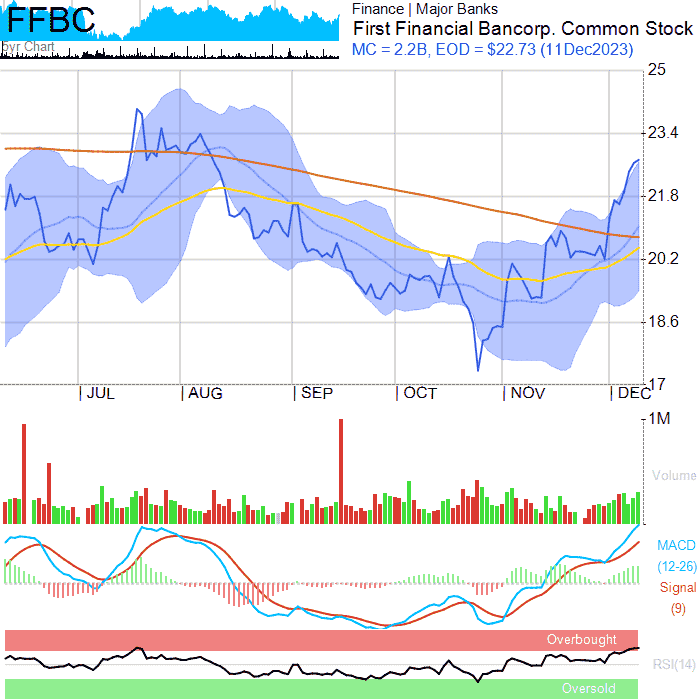 FFBC
byr Chart
Finance | Major Banks
First Financial Bancorp. Common Stock
MC = 2.2B, EOD = $22.73 (11Dec2023)
25
23.4
21.8
20.2
18.6
17
JUL AUG SEP OCT NOV DEC
1M
Volume
MACD
(12-26)
Signal
(9)
Overbought
RSI(14)
Oversold